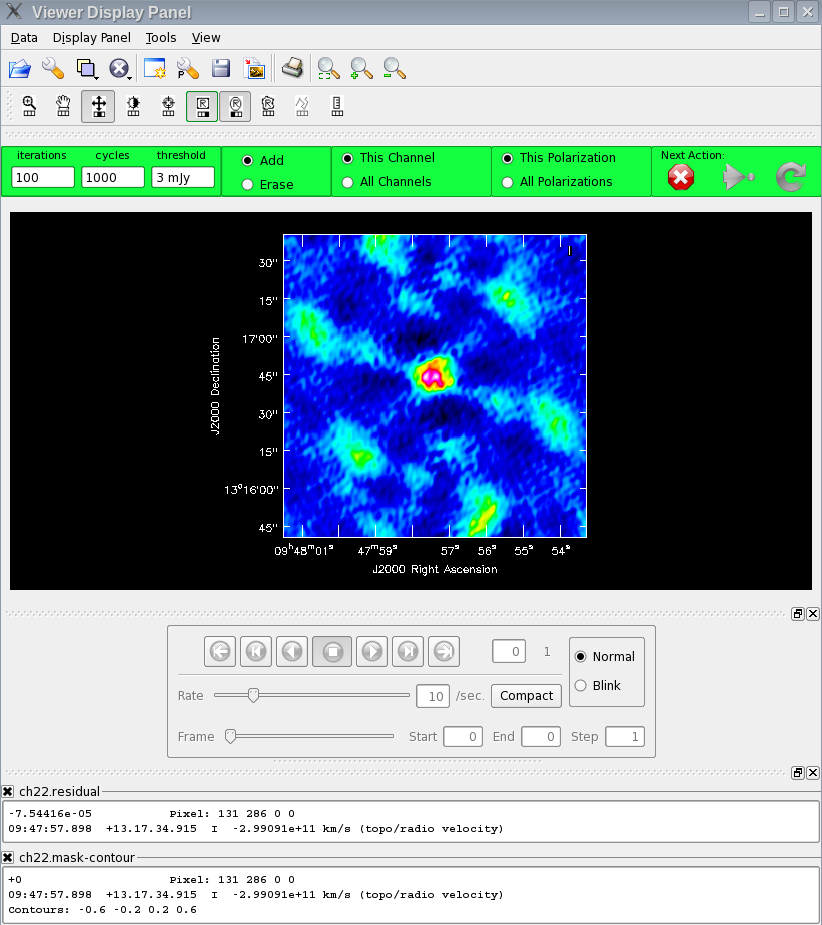 Viewer Display Panel
Data Display Panel Tools View
iterations cycles threshold
100 1000 3 mJy
Add
Erase
This Channel
All Channels
This Polarization
All Polarizations
Next Action:
I
30"
15"
17'00"
45"
30"
15"
13°16'00"
45"
J2000 Declination
09h48m01s 47m59s 57s 56s 55s 54s
J2000 Right Ascension
0 1
Normal
Blink
Rate 10 /sec. Compact
Frame Start 0 End 0 Step 1
ch22.residual
-7.54416e-05 Pixel: 131 286 0 0
09:47:57.898 +13.17.34.915 I -2.99091e+11 km/s (topo/radio velocity)
ch22.mask-contour
+0 Pixel: 131 286 0 0
09:47:57.898 +13.17.34.915 I -2.99091e+11 km/s (topo/radio velocity)
Contours: -0.6 -0.2 0.2 0.6